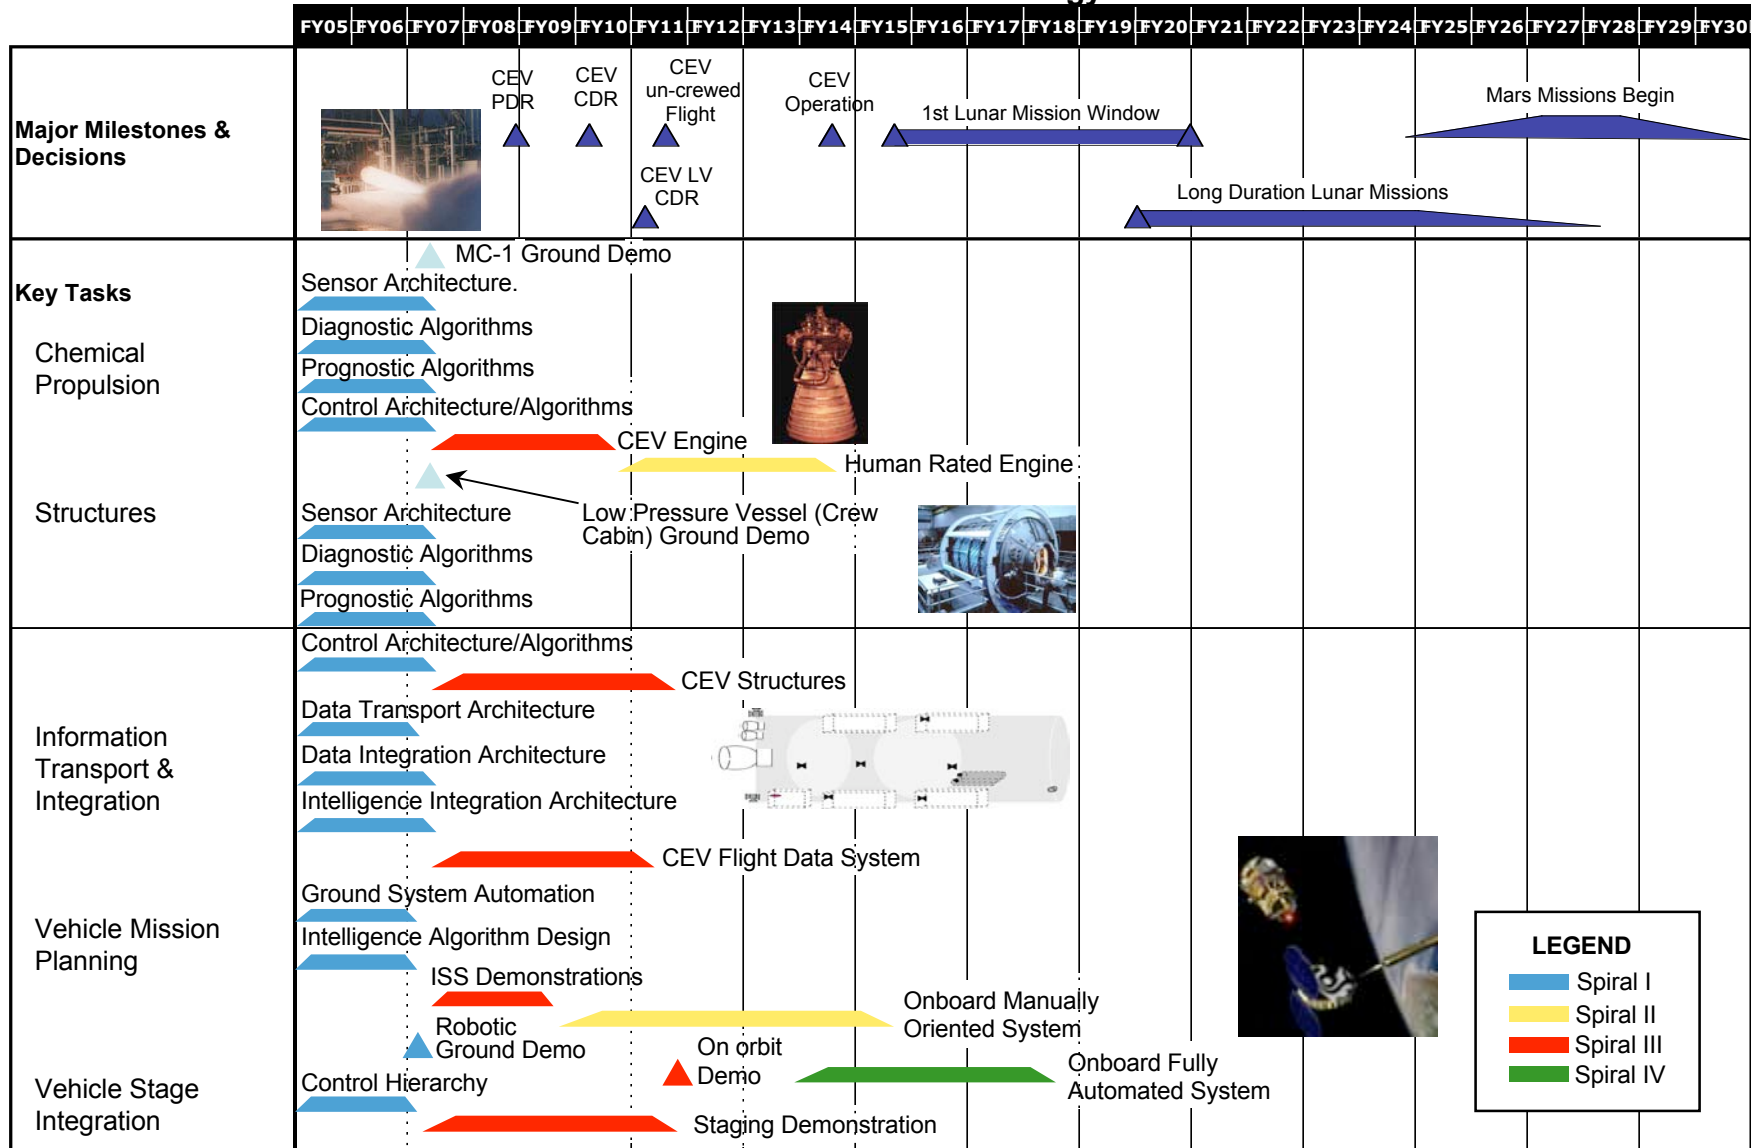 gy
FY05 FY06 FY07 FY08 FY09 FY10 FY11 FY12 FY13 FY14 FY15 FY16 FY17 FY18 FY19 FY20 FY21 FY22 FY23 FY24 FY25 FY26 FY27 FY28 FY29 FY30
Major Milestones &
Decisions
CEV
PDR
CEV
CDR
CEV
un-crewed
Flight
CEV
Operation
1st Lunar Mission Window
Mars Missions Begin
CEV LV
CDR
Long Duration Lunar Missions
Key Tasks
MC-1 Ground Demo
Chemical
Propulsion
Sensor Architecture.
Diagnostic Algorithms
Prognostic Algorithms
Control Architecture/Algorithms
CEV Engine
Human Rated Engine
Structures
Low Pressure Vessel (Crew
Cabin) Ground Demo
Sensor Architecture
Diagnostic Algorithms
Prognostic Algorithms
Control Architecture/Algorithms
CEV Structures
Information
Transport &
Integration
Data Transport Architecture
Data Integration Architecture
Intelligence Integration Architecture
CEV Flight Data System
Vehicle Mission
Planning
Ground System Automation
Intelligence Algorithm Design
ISS Demonstrations
Onboard Manually
Oriented System
Robotic
Ground Demo
On orbit
Demo
Onboard Fully
Automated System
Vehicle Stage
Integration
Control Hierarchy
Staging Demonstration
LEGEND
Spiral I
Spiral II
Spiral III
Spiral IV